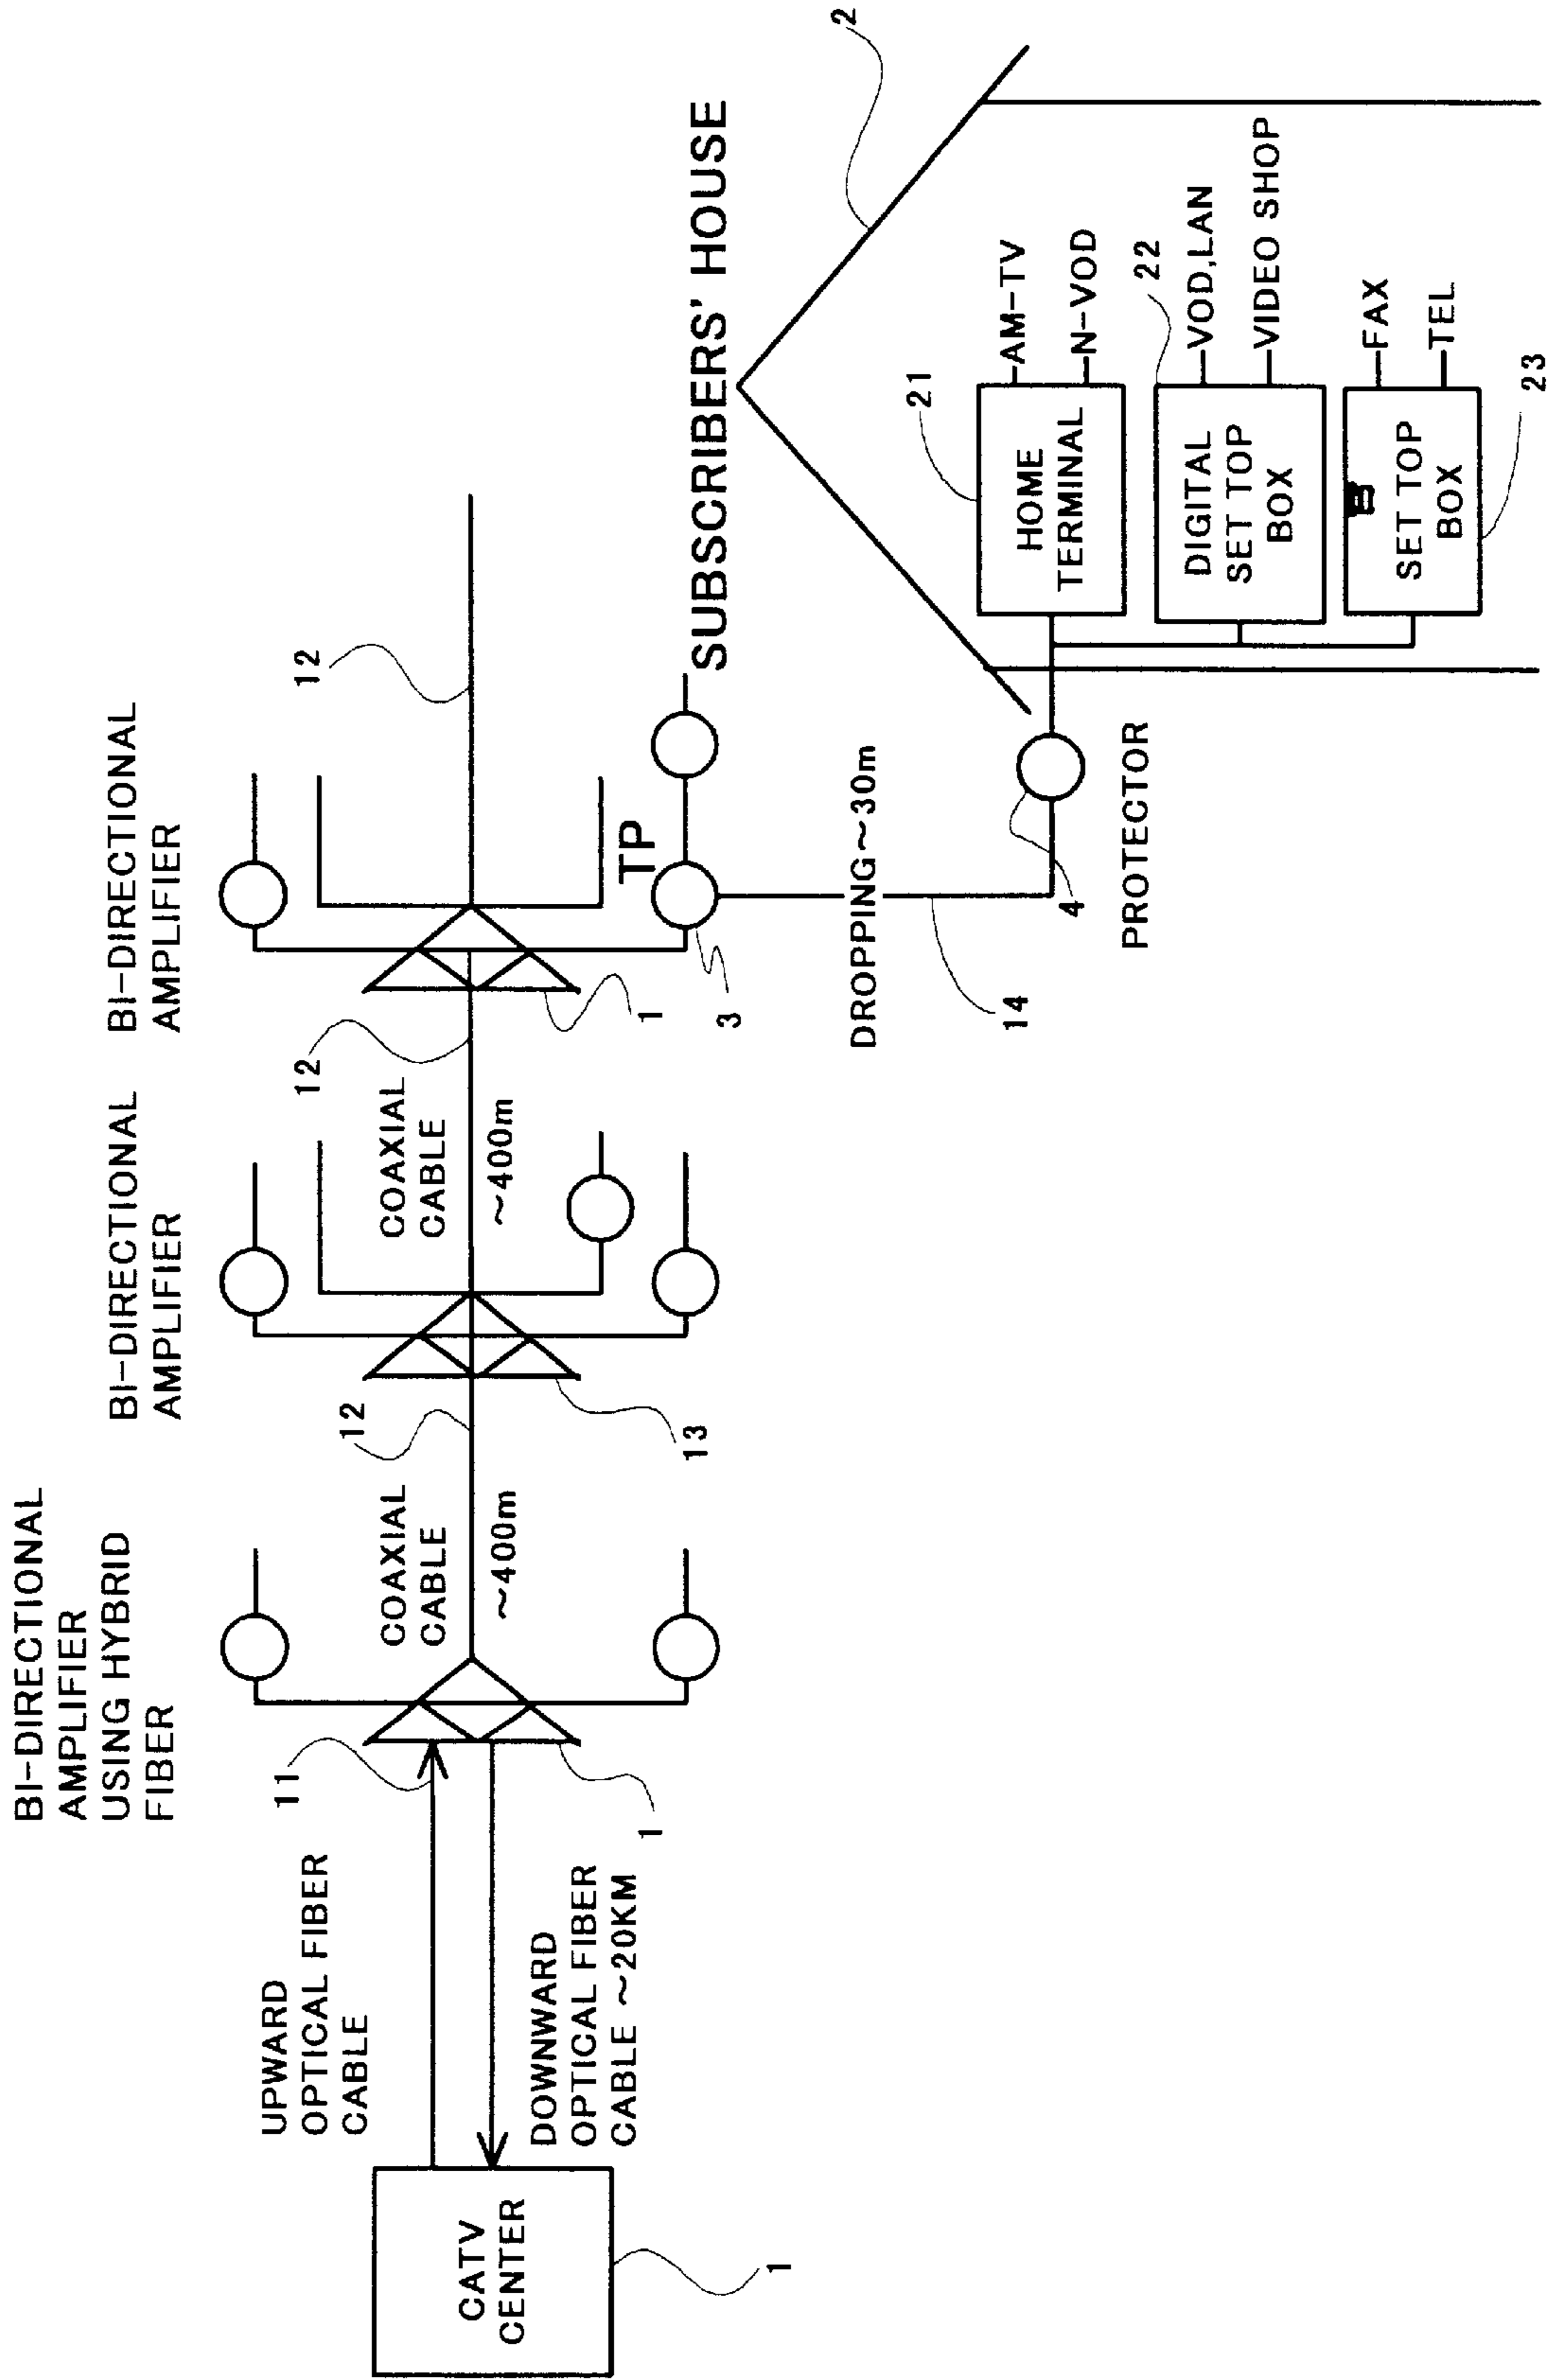 BI-DIRECTIONAL
AMPLIFIER
USING HYBRID
FIBER
BI-DIRECTIONAL
AMPLIFIER
BI-DIRECTIONAL
AMPLIFIER
UPWARD
OPTICAL FIBER
CABLE
11
COAXIAL
CABLE
~400m
12
COAXIAL
CABLE
~400m
12
12
CATV
CENTER
1
DOWNWARD
OPTICAL FIBER
CABLE ~20KM
1
13
1
TP
3
SUBSCRIBERS' HOUSE
2
DROPPING~30m
14
4
PROTECTOR
21
HOME
TERMINAL
AM-TV
N-VOD
22
DIGITAL
SET TOP
BOX
VOD,LAN
VIDEO SHOP
SET TOP
BOX
FAX
TEL
23